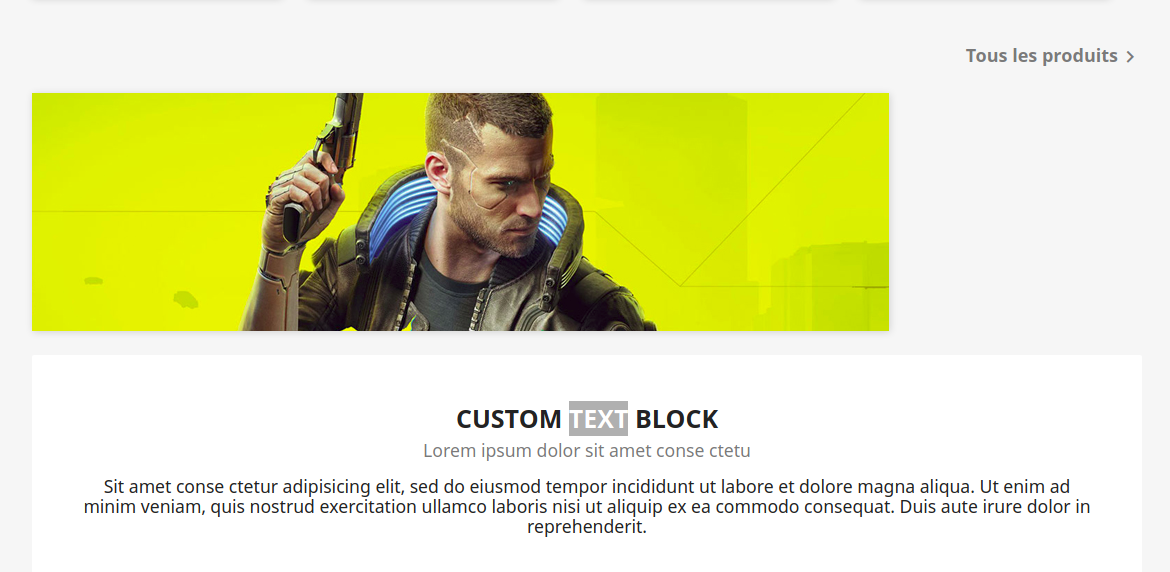 Tous les produits
CUSTOM TEXT BLOCK
Lorem ipsum dolor sit amet conse ctetu
Sit amet conse ctetur adipisicing elit, sed do eiusmod tempor incididunt ut labore et dolore magna aliqua. Ut enim ad
minim veniam, quis nostrud exercitation ullamco laboris nisi ut aliquip ex ea commodo consequat. Duis aute irure dolor in
reprehenderit.